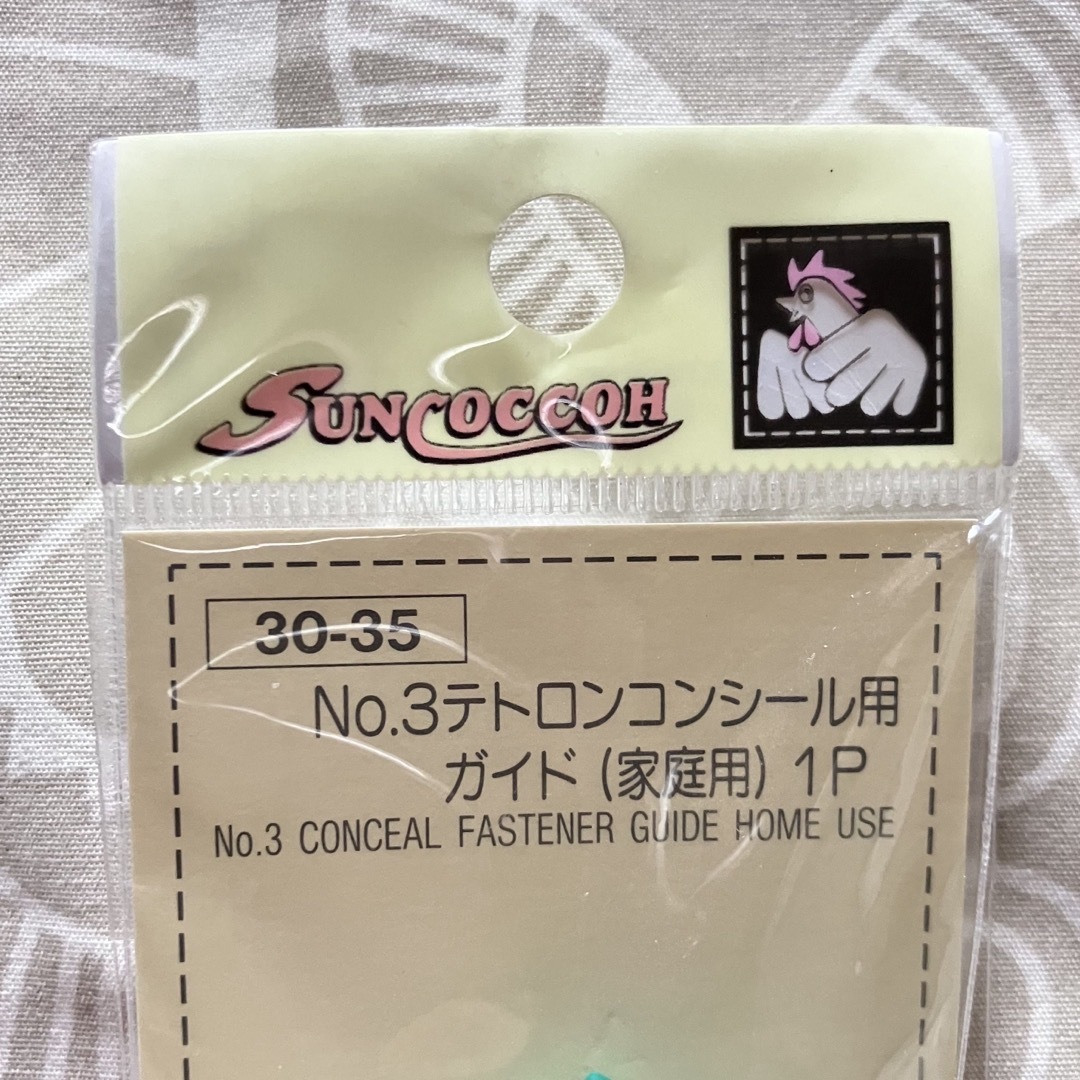 SUNCOCCOH
30-35
No.3テトロンコンシール用
ガイド (家庭用) 1P
No.3 CONCEAL FASTENER GUIDE HOME USE